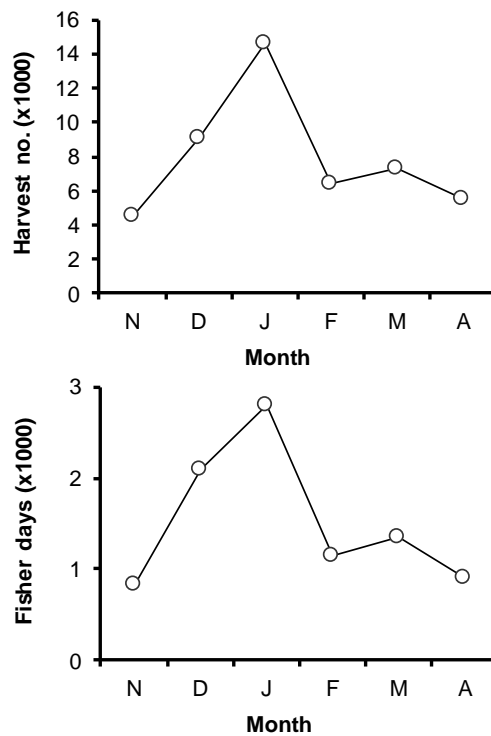 Harvest no. (x1000)
16
14
12
10
8
6
4
2
0
N D J F M A
Month
Fisher days (x1000)
3
2
1
0
N D J F M A
Month